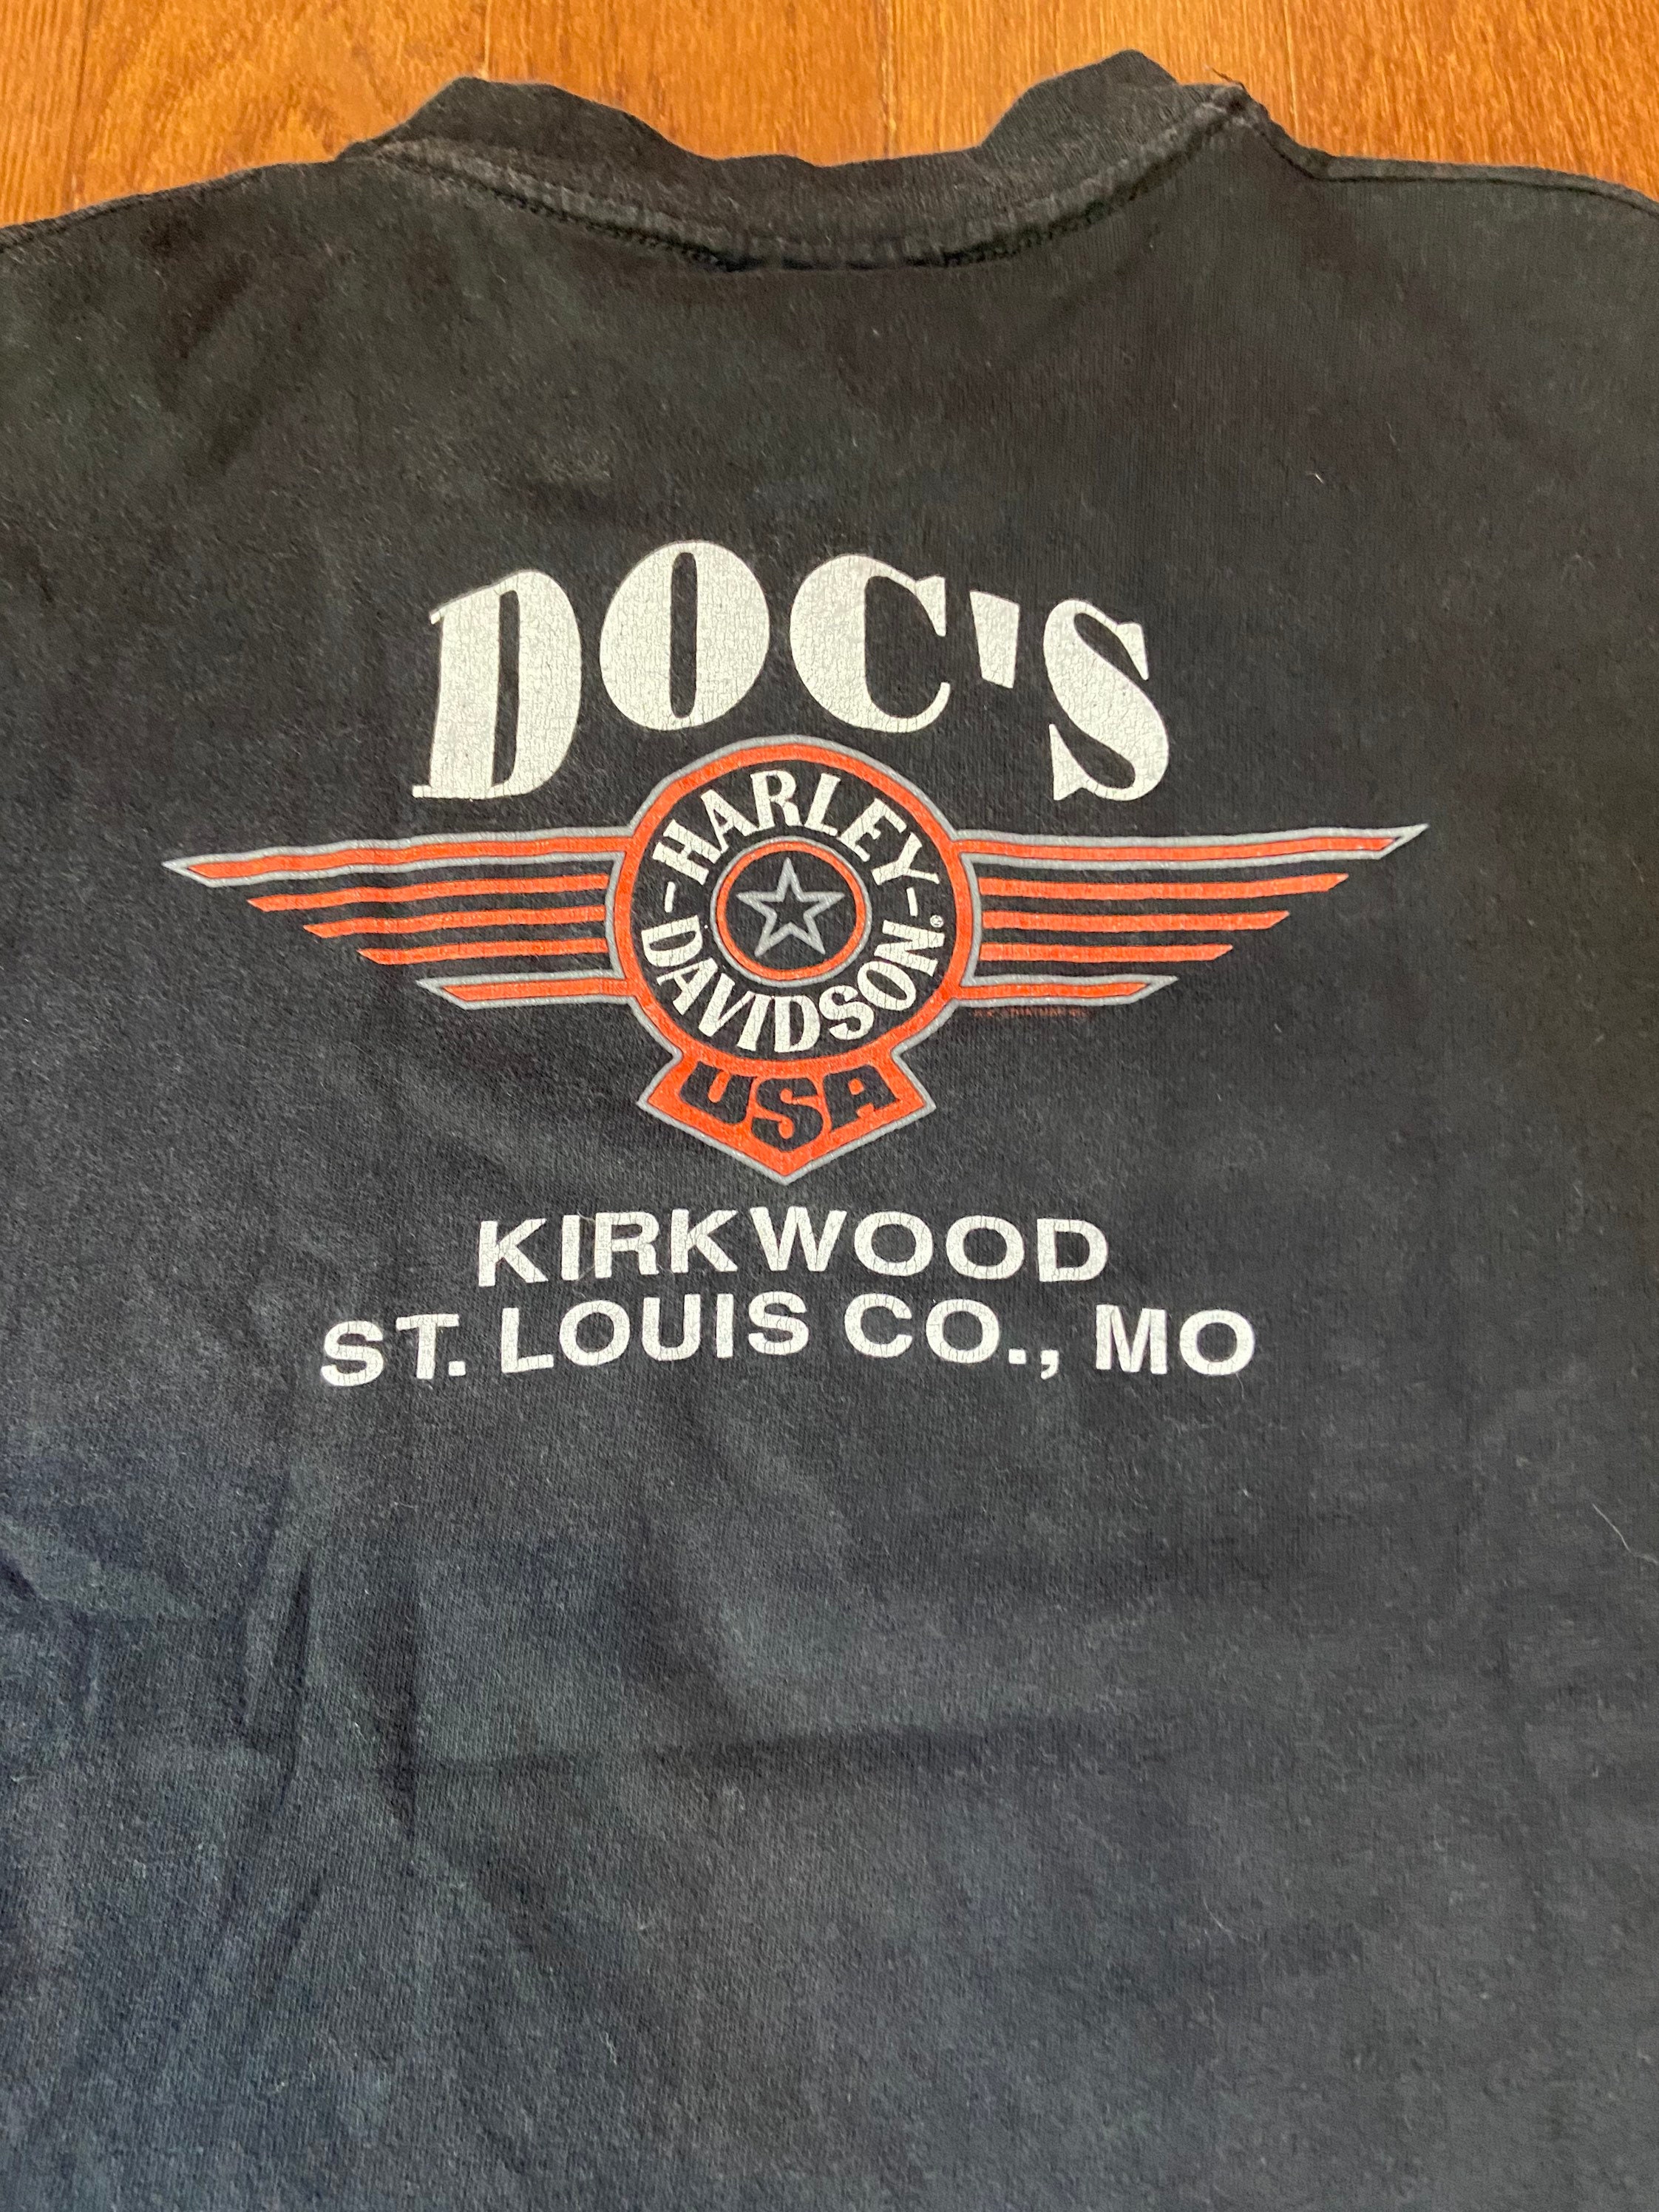 DOC'S
HARLEY-
DAVIDSON®
USA
KIRKWOOD
ST. LOUIS CO., MO